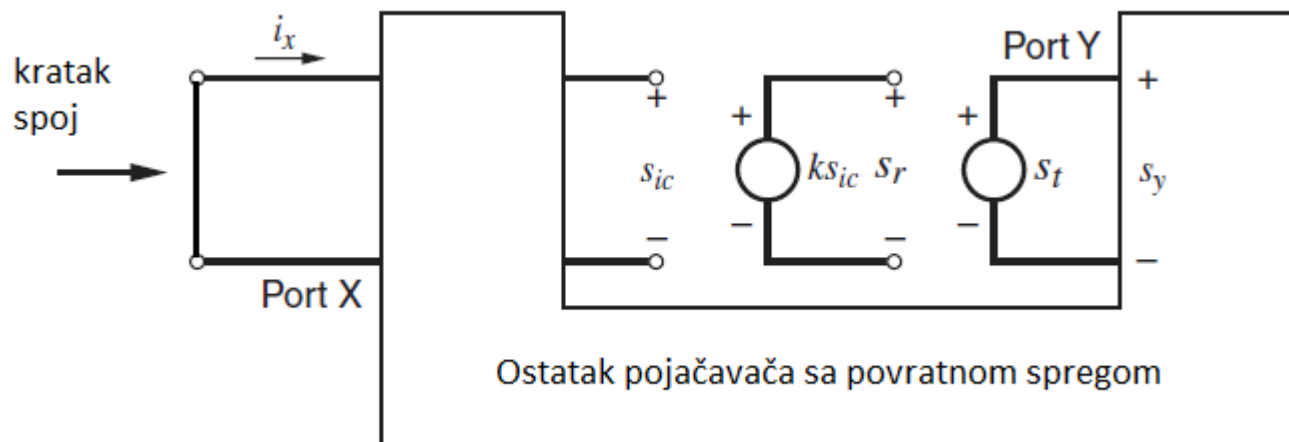 kratak
spoj
i_x
Port X
+
s_ic
−
+
ks_ic
−
+
s_r
−
Port Y
+
s_t
−
+
s_y
−
Ostatak pojačavača sa povratnom spregom